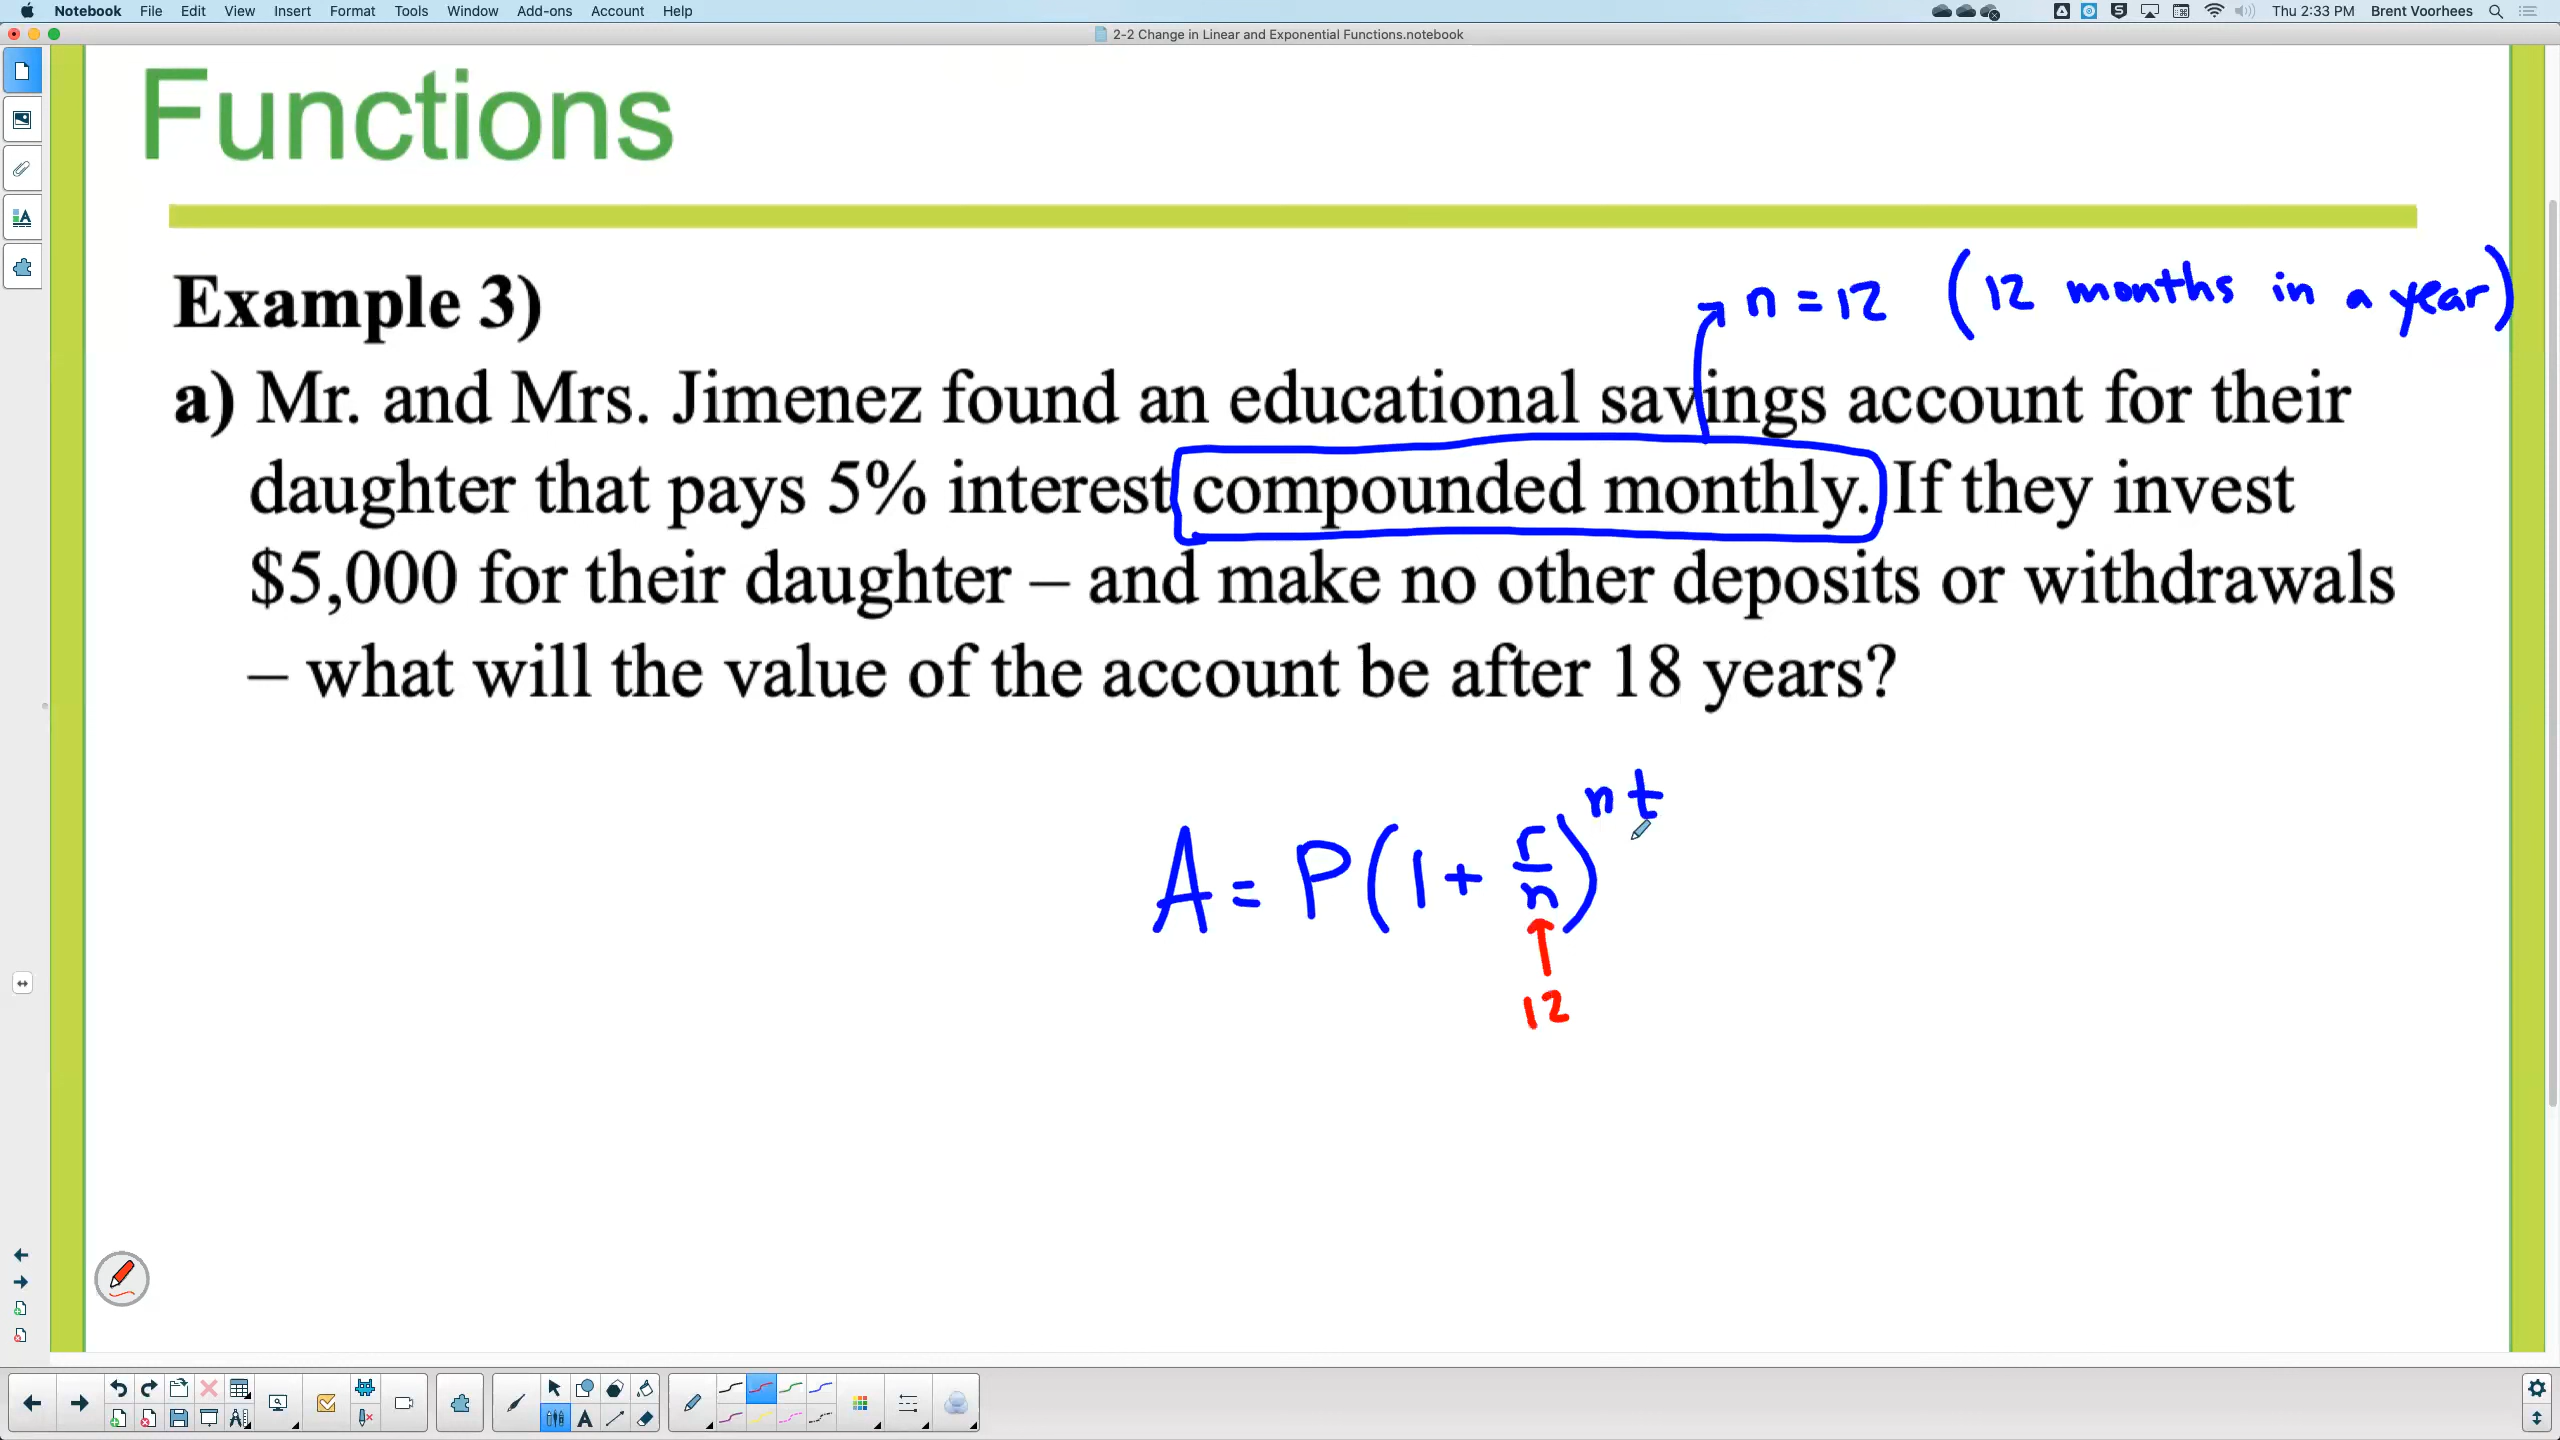 Notebook File Edit View Insert Format Tools Window Add-ons Account Help Thu 2:33 PM Brent Voorhees
2-2 Change in Linear and Exponential Functions.notebook
Functions
n = 12 (12 months in a year)
Example 3)
a) Mr. and Mrs. Jimenez found an educational savings account for their
daughter that pays 5% interest compounded monthly. If they invest
$5,000 for their daughter – and make no other deposits or withdrawals
– what will the value of the account be after 18 years?
A = P(1 + r/n)^nt
12